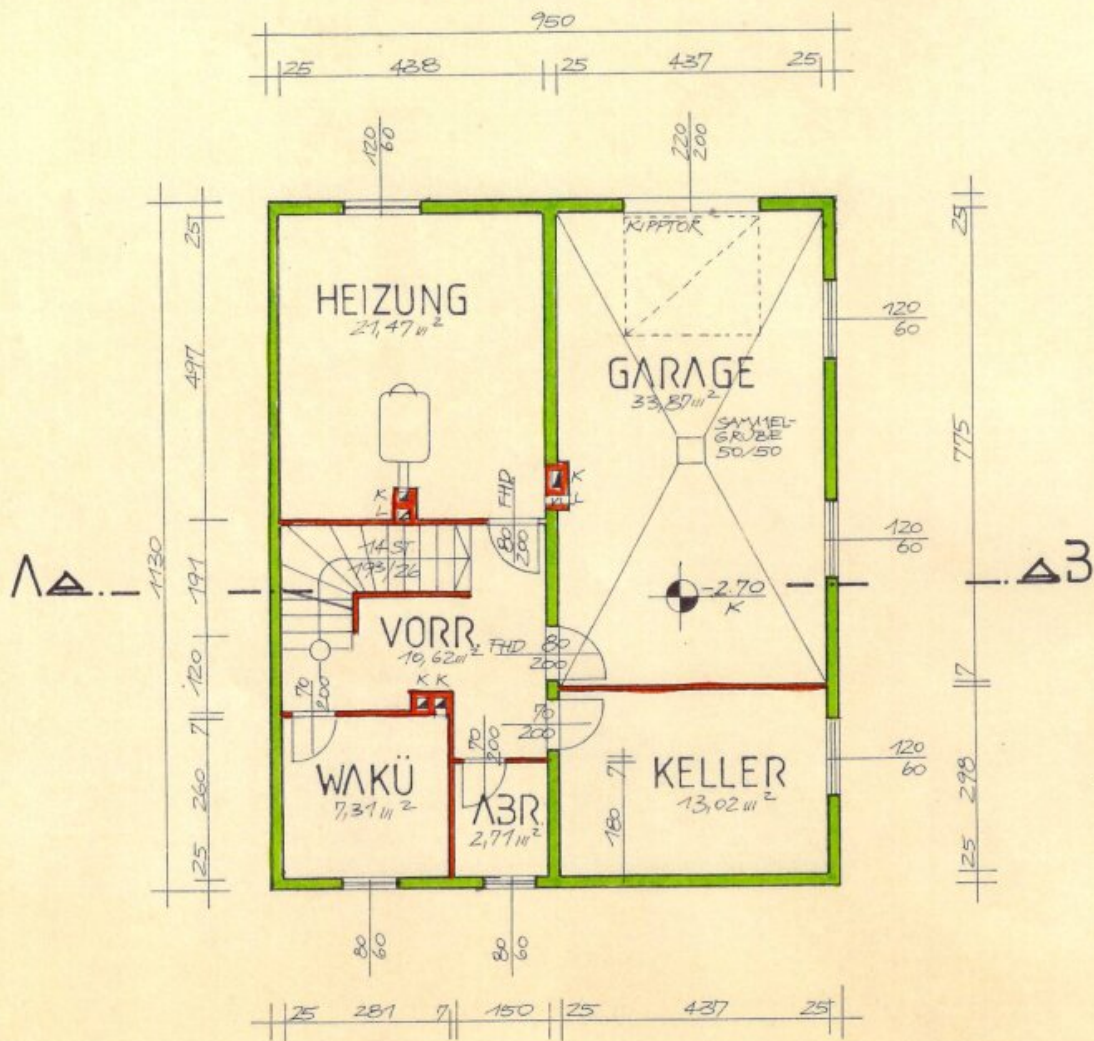 950
25 438 25 437 25
120
60
220
200
25
497
191
120
7
260
25
1130
25
775
7
298
25
KIPPTOR
HEIZUNG
21,47 m²
GARAGE
33,87 m²
SAMMEL-
GRUBE
50/50
120
60
K
L
FHD
80
200
K
L
14 ST
193/26
120
60
A
B
-2.70
K
VORR.
10,62 m²
FHD 80
200
K K
70
200
70
200
70
200
WAKÜ
7,31 m²
ABR.
2,71 m²
7
180
KELLER
13,02 m²
120
60
80
60
80
60
25 281 7 150 25 437 25